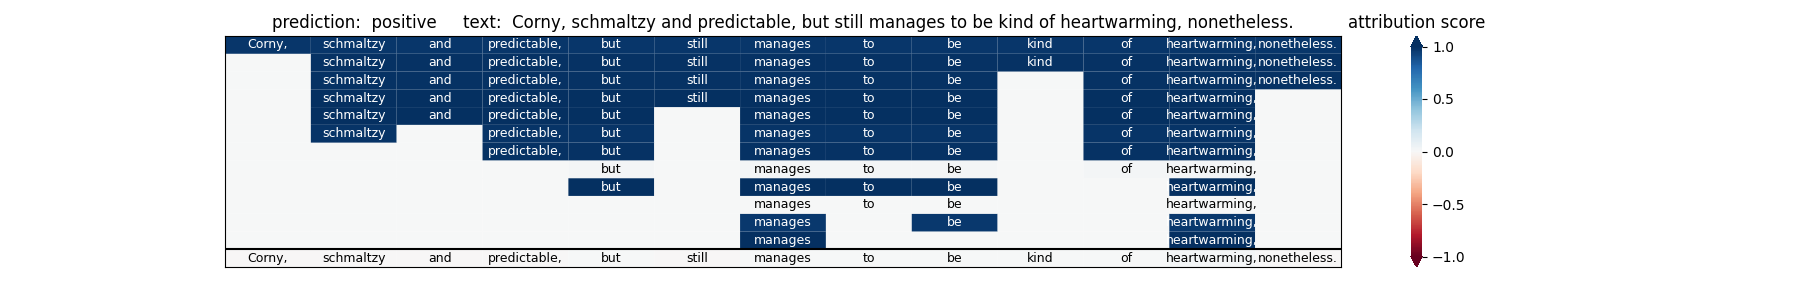 prediction: positive text: Corny, schmaltzy and predictable, but still manages to be kind of heartwarming, nonetheless. attribution score
Corny, schmaltzy and predictable, but still manages to be kind of heartwarming, nonetheless. 1.0
schmaltzy and predictable, but still manages to be kind of heartwarming, nonetheless.
schmaltzy and predictable, but still manages to be of heartwarming, nonetheless.
schmaltzy and predictable, but still manages to be of heartwarming, 0.5
schmaltzy and predictable, but manages to be of heartwarming,
schmaltzy predictable, but manages to be of heartwarming,
predictable, but manages to be of heartwarming, 0.0
but manages to be of heartwarming,
but manages to be heartwarming,
manages to be heartwarming, −0.5
manages be heartwarming,
manages heartwarming,
Corny, schmaltzy and predictable, but still manages to be kind of heartwarming, nonetheless. −1.0